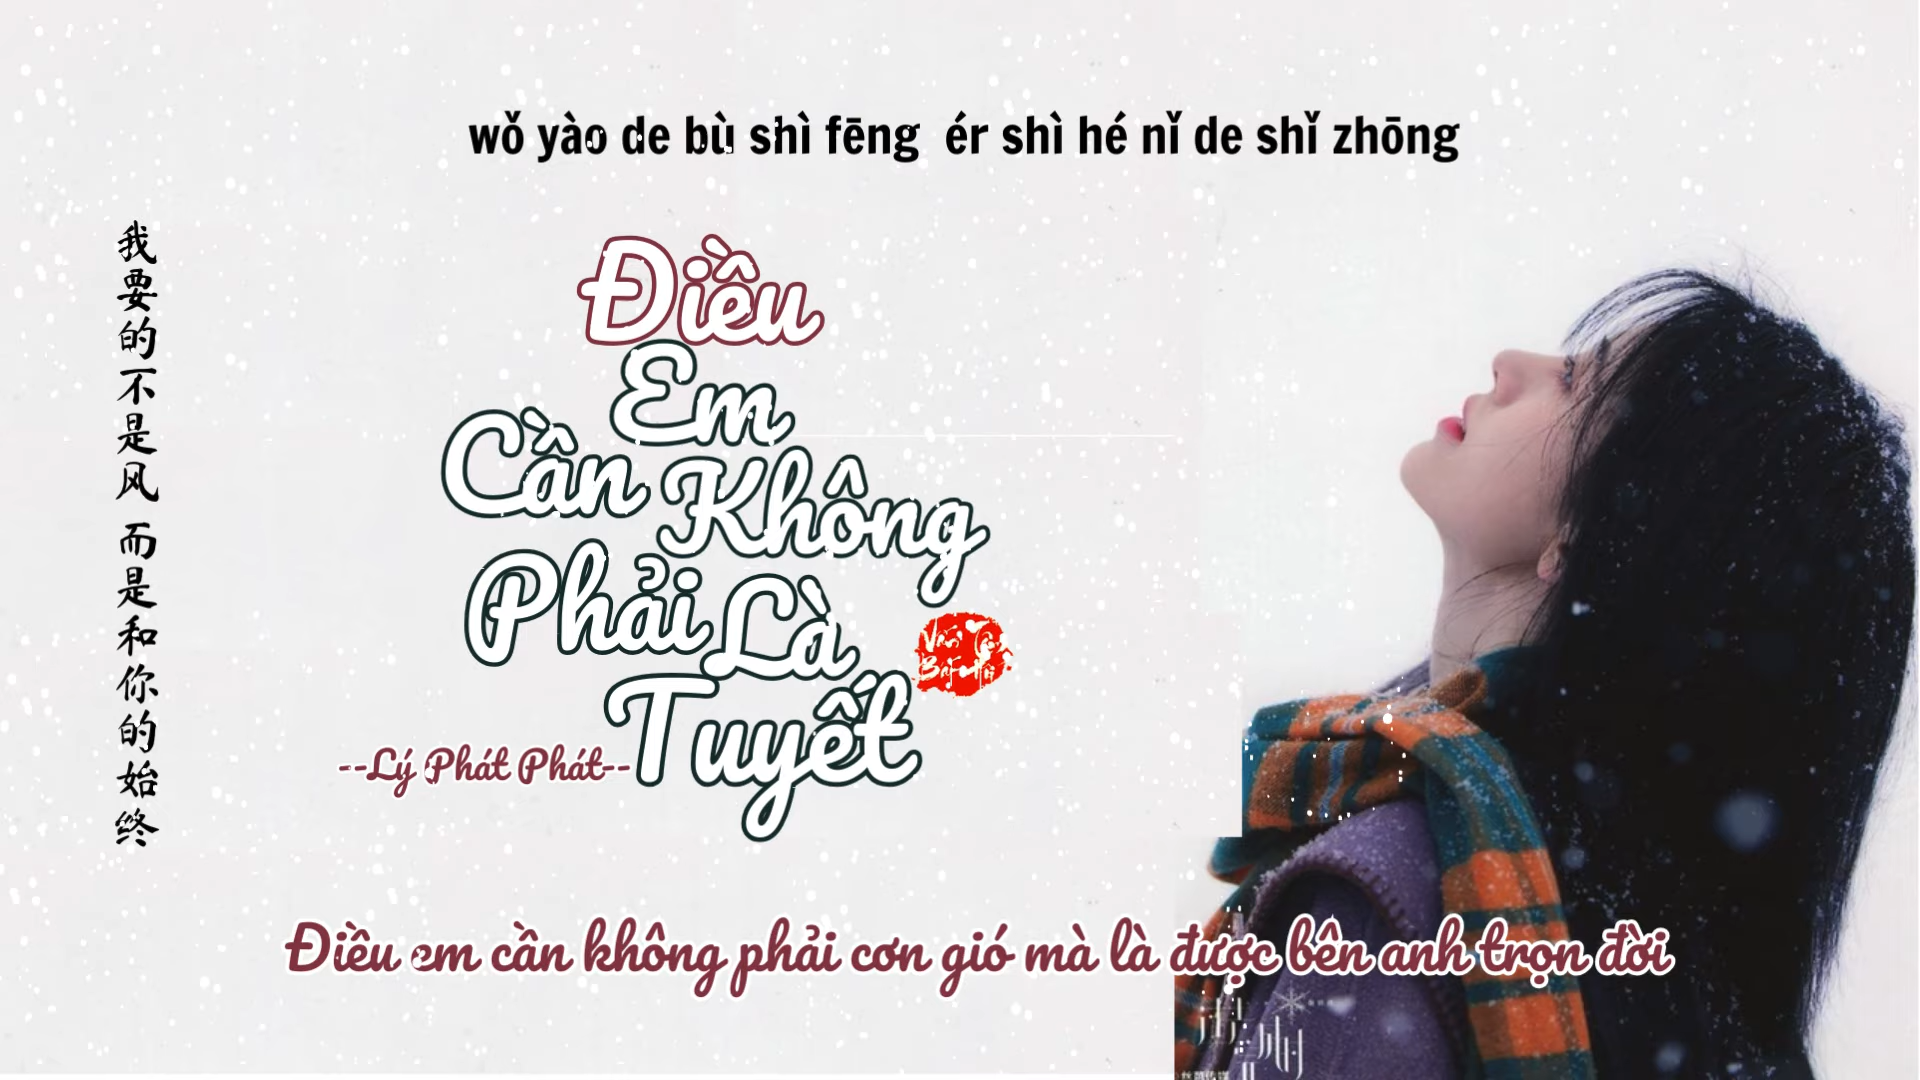 wǒ yào de bù shì fēng ér shì hé nǐ de shǐ zhōng
我要的不是风 而是和你的始终
Điều
Em
Cần Không
Phải Là
Tuyết
--Lý Phát Phát--
Điều em cần không phải cơn gió mà là được bên anh trọn đời